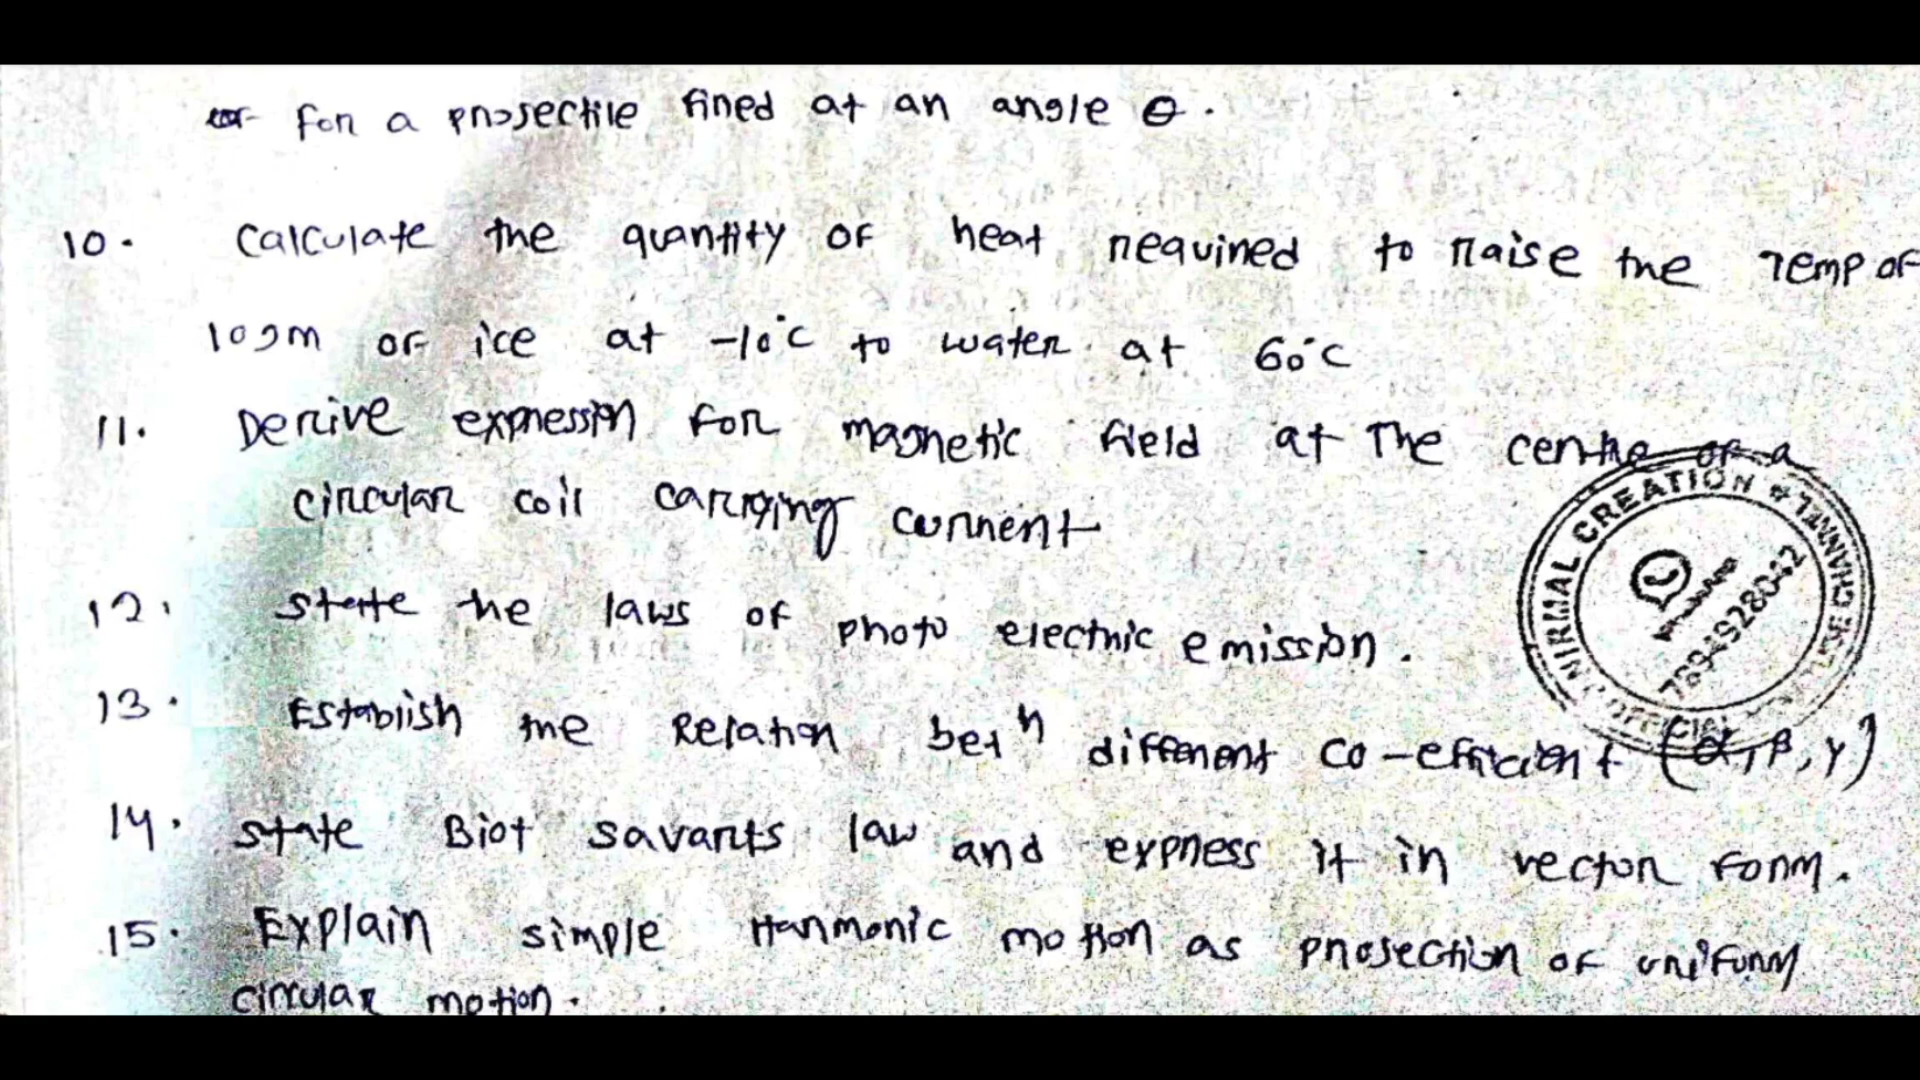 for a projectile fired at an angle θ.
10. Calculate the quantity of heat required to raise the Temp of
10gm of ice at -10°C to water at 60°C
11. Derive expression for magnetic field at The centre of a
circular coil carrying current
12. state the laws of photo electric emission.
13. Establish the Relation betn different co-efficient (α, β, γ)
14. state Biot savarts law and express it in vector form.
15. Explain simple Harmonic motion as projection of uniform
circular motion.
NIRMAL CREATION
OFFICIAL